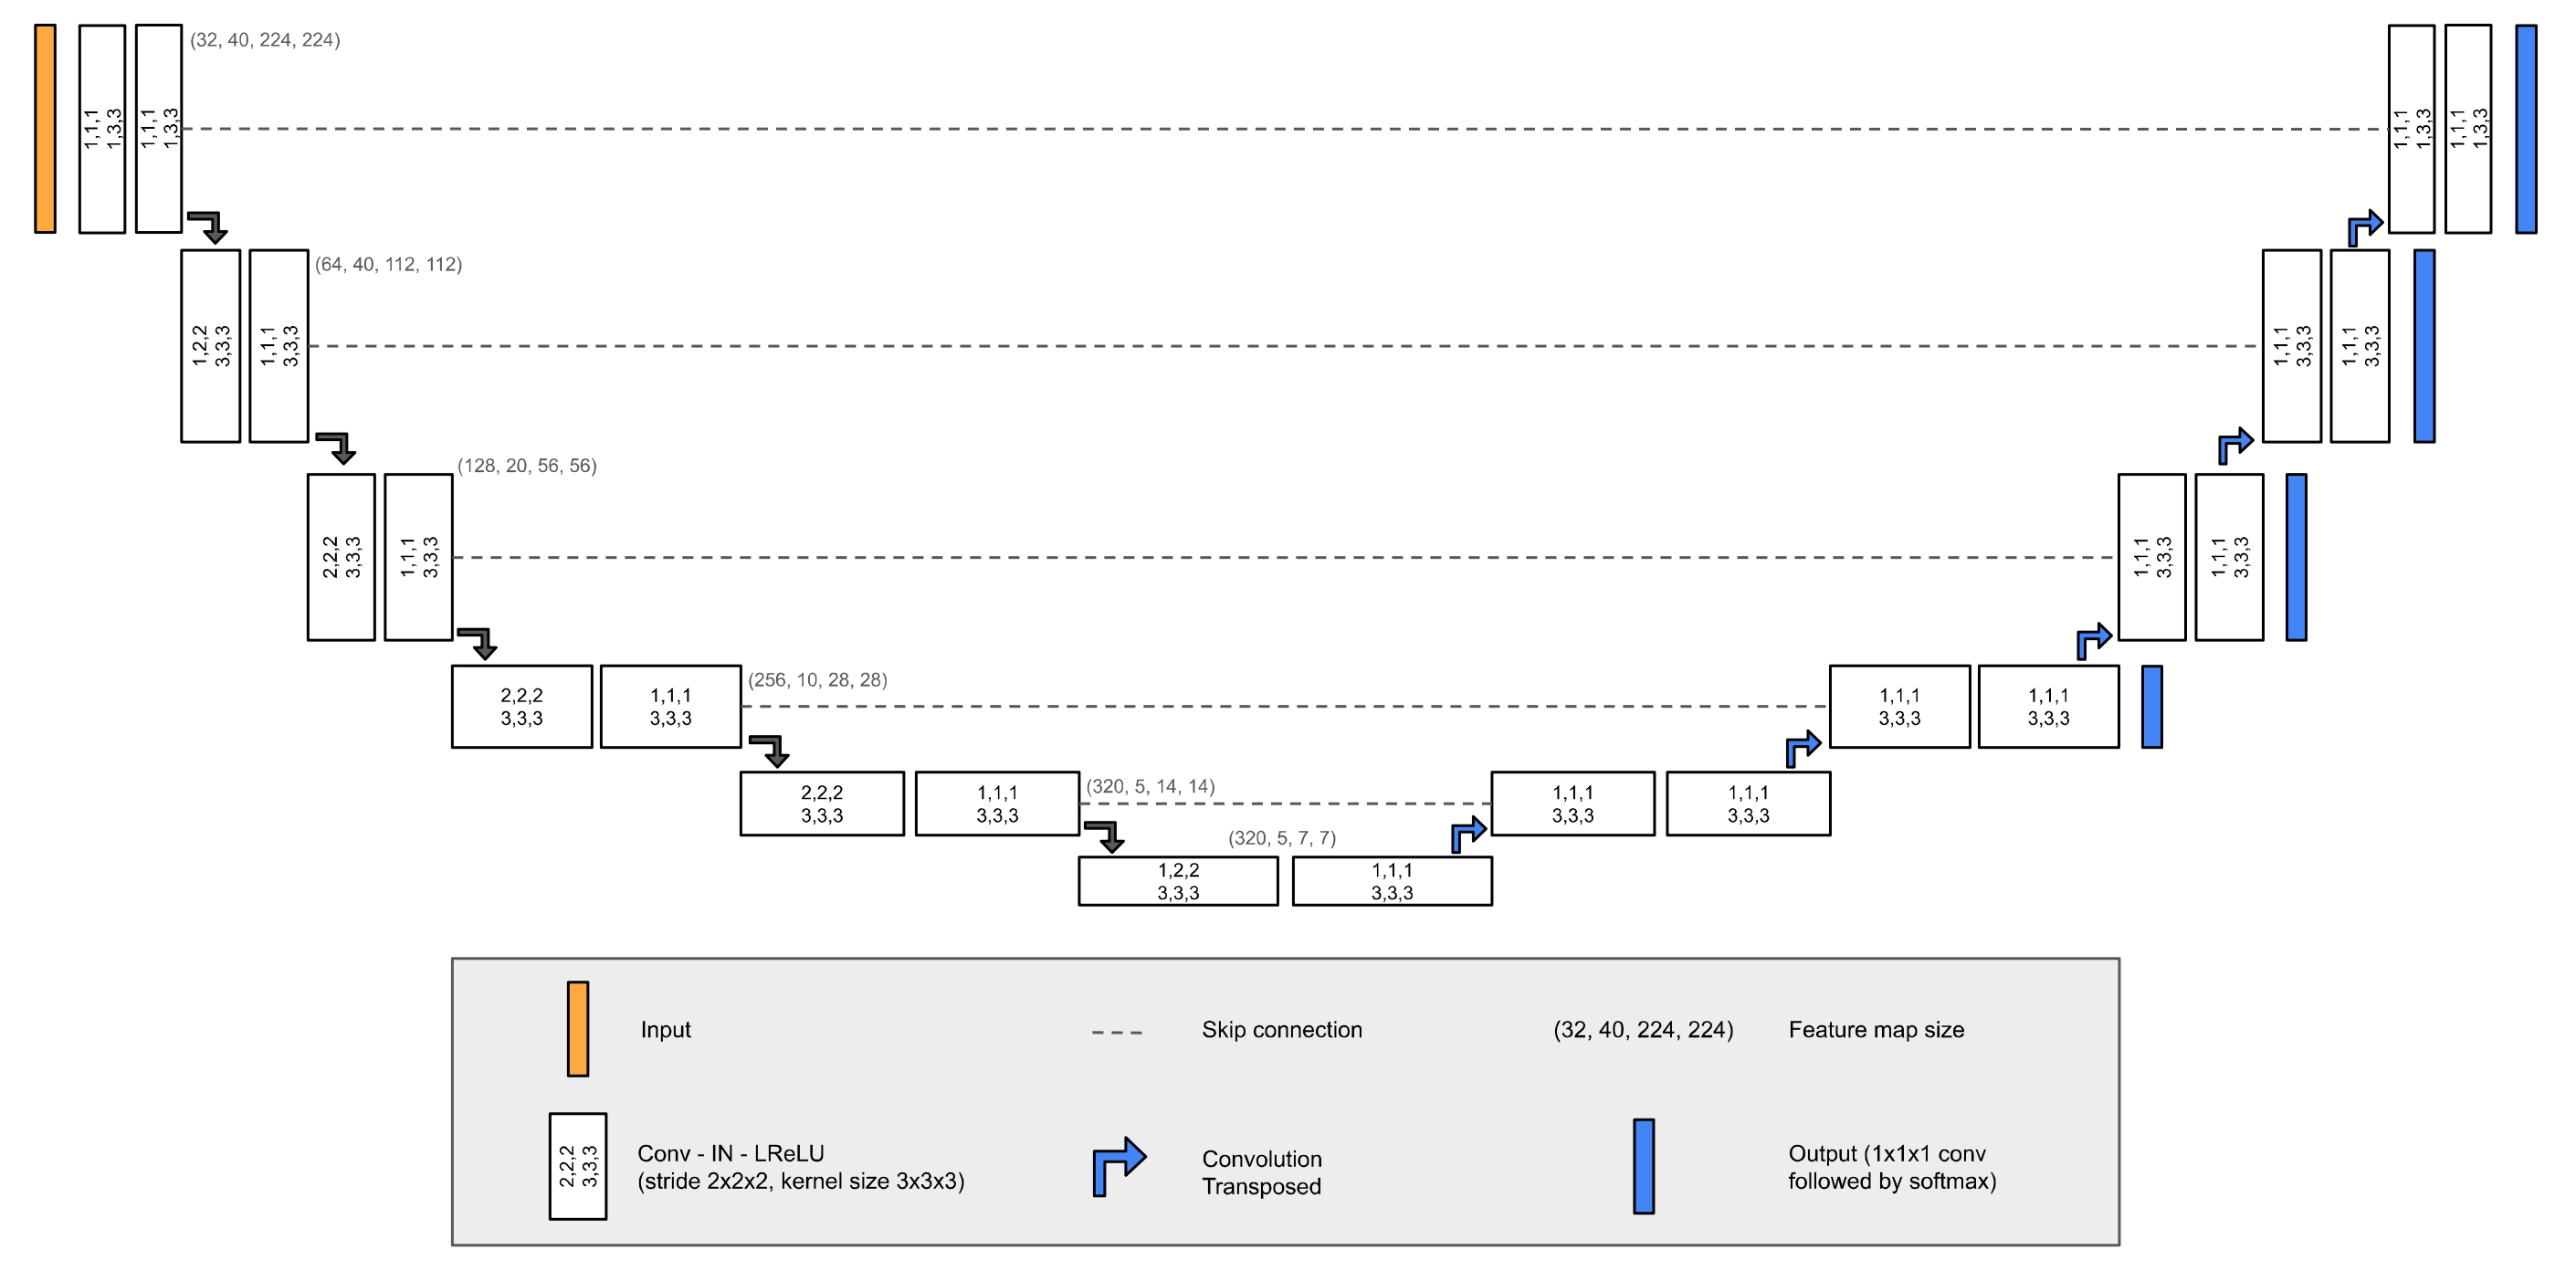 (32, 40, 224, 224)
1,1,1
1,3,3
1,1,1
1,3,3
1,1,1
1,3,3
1,1,1
1,3,3
(64, 40, 112, 112)
1,2,2
3,3,3
1,1,1
3,3,3
1,1,1
3,3,3
1,1,1
3,3,3
(128, 20, 56, 56)
2,2,2
3,3,3
1,1,1
3,3,3
1,1,1
3,3,3
1,1,1
3,3,3
(256, 10, 28, 28)
2,2,2
3,3,3
1,1,1
3,3,3
1,1,1
3,3,3
1,1,1
3,3,3
(320, 5, 14, 14)
2,2,2
3,3,3
1,1,1
3,3,3
1,1,1
3,3,3
1,1,1
3,3,3
(320, 5, 7, 7)
1,2,2
3,3,3
1,1,1
3,3,3
Input
Skip connection
(32, 40, 224, 224)
Feature map size
2,2,2
3,3,3
Conv - IN - LReLU
(stride 2x2x2, kernel size 3x3x3)
Convolution
Transposed
Output (1x1x1 conv
followed by softmax)